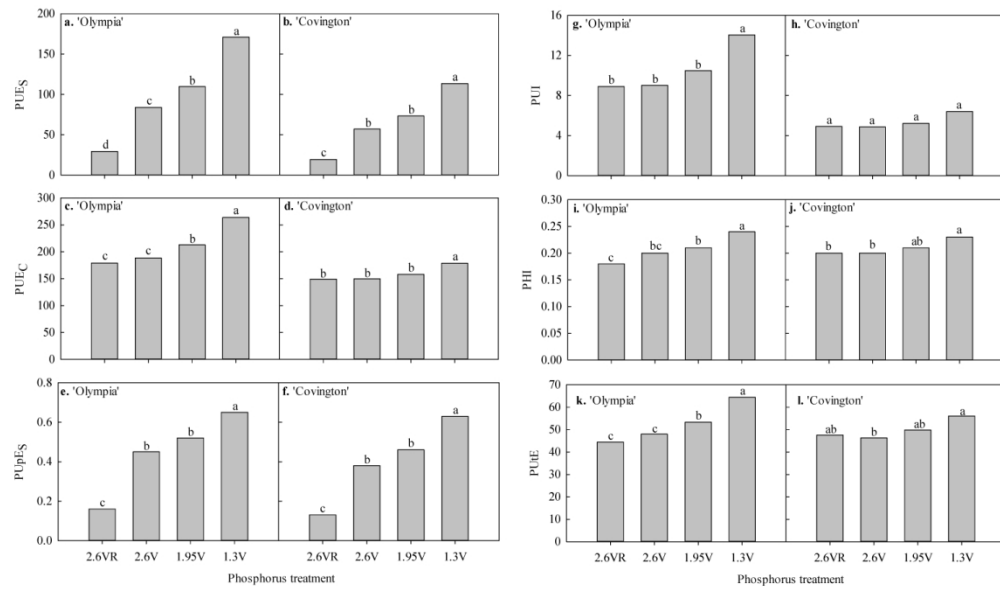 a. 'Olympia'
b. 'Covington'
PUES
200
150
100
50
0
d
c
b
a
c
b
b
a
c. 'Olympia'
d. 'Covington'
PUEC
300
250
200
150
100
50
0
c
c
b
a
b
b
b
a
e. 'Olympia'
f. 'Covington'
PUpES
0.8
0.6
0.4
0.2
0.0
c
b
b
a
c
b
b
a
2.6VR 2.6V 1.95V 1.3V 2.6VR 2.6V 1.95V 1.3V
Phosphorus treatment
g. 'Olympia'
h. 'Covington'
PUI
16
12
8
4
0
b
b
b
a
a
a
a
a
i. 'Olympia'
j. 'Covington'
PHI
0.30
0.25
0.20
0.15
0.10
0.05
0.00
c
bc
b
a
b
b
ab
a
k. 'Olympia'
l. 'Covington'
PUtE
70
60
50
40
30
20
10
0
c
c
b
a
ab
b
ab
a
2.6VR 2.6V 1.95V 1.3V 2.6VR 2.6V 1.95V 1.3V
Phosphorus treatment